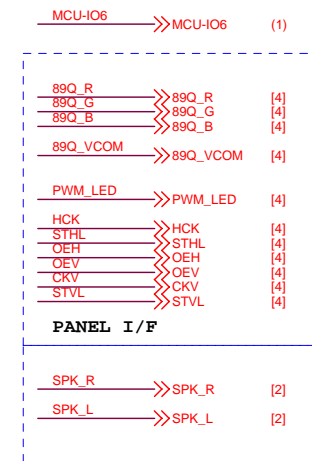 MCU-IO6 MCU-IO6 (1)
89Q_R 89Q_R [4]
89Q_G 89Q_G [4]
89Q_B 89Q_B [4]
89Q_VCOM 89Q_VCOM [4]
PWM_LED PWM_LED [4]
HCK HCK [4]
STHL STHL [4]
OEH OEH [4]
OEV OEV [4]
CKV CKV [4]
STVL STVL [4]
PANEL I/F
SPK_R SPK_R [2]
SPK_L SPK_L [2]